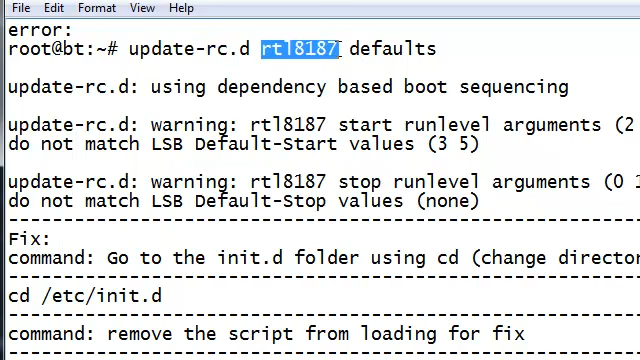 File Edit Format View Help
error:
root@bt:~# update-rc.d rtl8187 defaults
update-rc.d: using dependency based boot sequencing
update-rc.d: warning: rtl8187 start runlevel arguments (2
do not match LSB Default-Start values (3 5)
update-rc.d: warning: rtl8187 stop runlevel arguments (0 1
do not match LSB Default-Stop values (none)
--------------------------------------------------------
Fix:
command: Go to the init.d folder using cd (change director
--------------------------------------------------------
cd /etc/init.d
--------------------------------------------------------
command: remove the script from loading for fix
--------------------------------------------------------